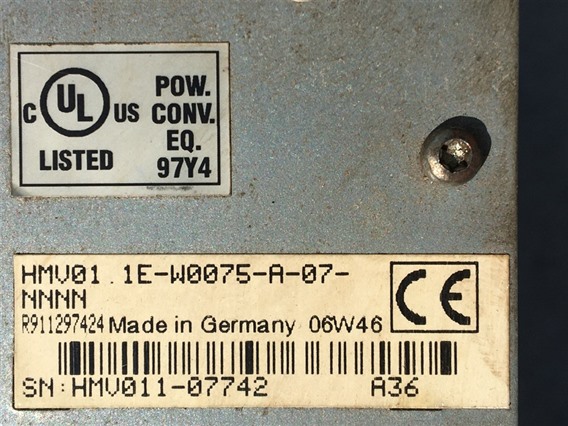 C UL US
LISTED
POW.
CONV.
EQ.
97Y4
HMV01.1E-W0075-A-07-
NNNN
R911297424 Made in Germany 06W46
CE
SN:HMV011-07742 A36